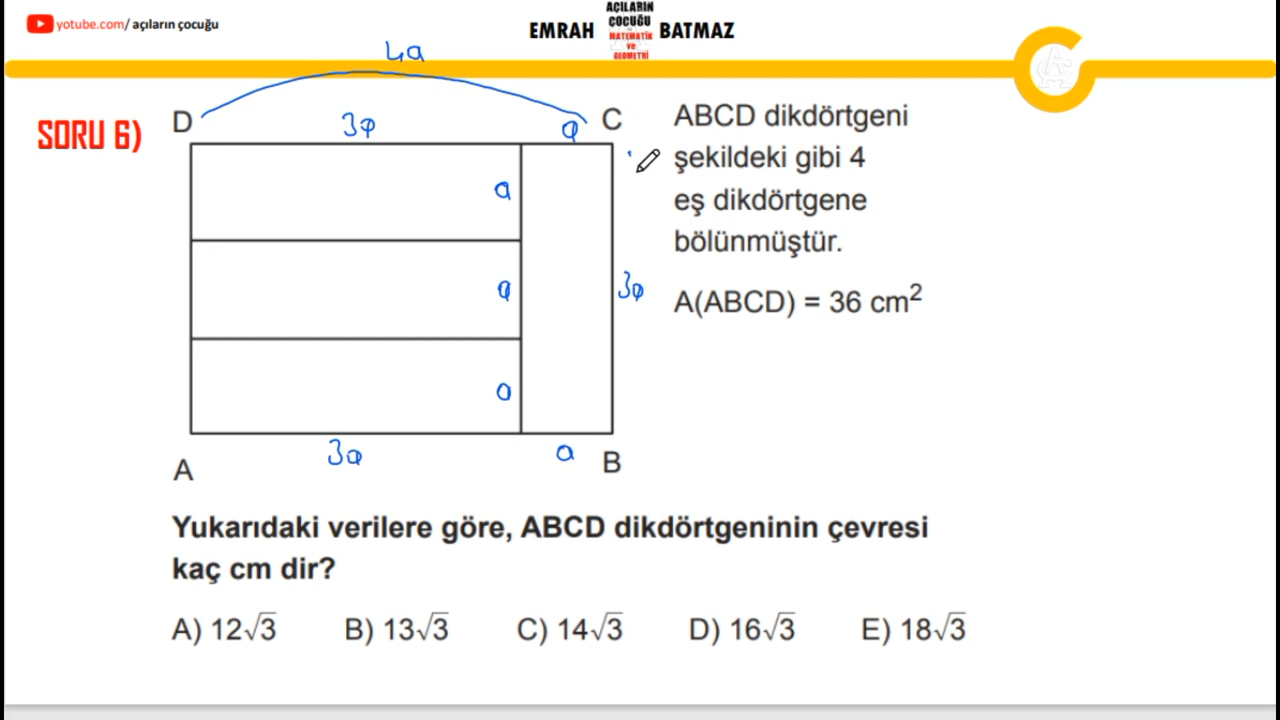 yotube.com/ açıların çocuğu
EMRAH
AÇILARIN
ÇOCUĞU
MATEMATİK
ve
GEOMETRİ
BATMAZ
4a
SORU 6)
D
3a
a
C
a
a
3a
a
A
3a
a
B
ABCD dikdörtgeni
şekildeki gibi 4
eş dikdörtgene
bölünmüştür.
A(ABCD) = 36 cm²
Yukarıdaki verilere göre, ABCD dikdörtgeninin çevresi
kaç cm dir?
A) 12√3 B) 13√3 C) 14√3 D) 16√3 E) 18√3